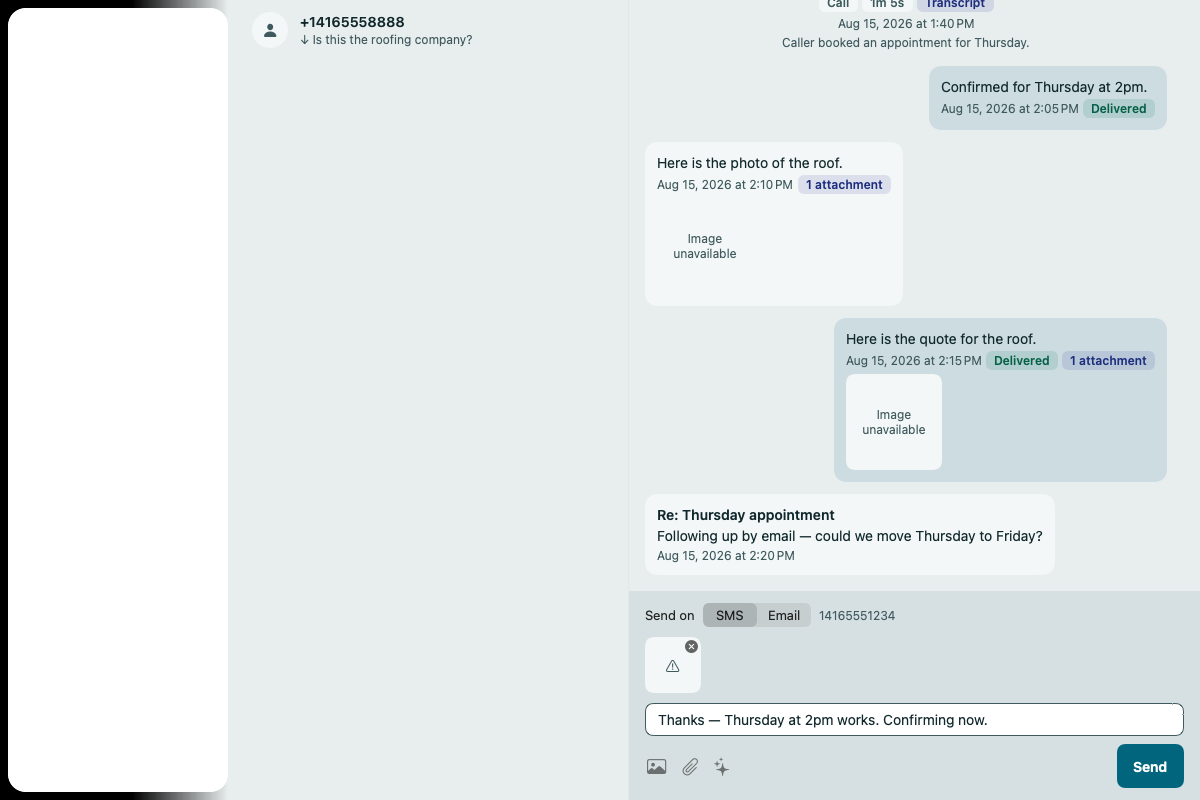 +14165558888
↓ Is this the roofing company?
Call 1m 5s Transcript
Aug 15, 2026 at 1:40 PM
Caller booked an appointment for Thursday.
Confirmed for Thursday at 2pm.
Aug 15, 2026 at 2:05 PM Delivered
Here is the photo of the roof.
Aug 15, 2026 at 2:10 PM 1 attachment
Image
unavailable
Here is the quote for the roof.
Aug 15, 2026 at 2:15 PM Delivered 1 attachment
Image
unavailable
Re: Thursday appointment
Following up by email — could we move Thursday to Friday?
Aug 15, 2026 at 2:20 PM
Send on SMS Email 14165551234
Thanks — Thursday at 2pm works. Confirming now.
Send